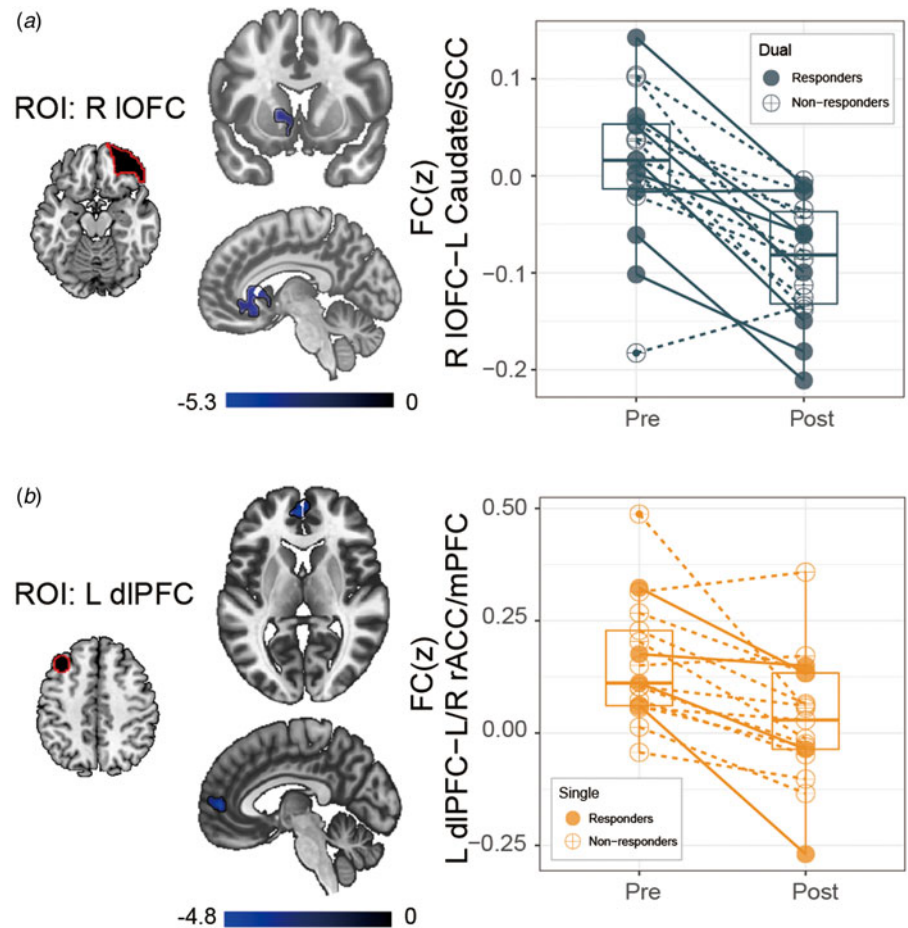 (a)
ROI: R lOFC
-5.3
0
FC(z)
R lOFC–L Caudate/SCC
0.1
0.0
−0.1
−0.2
Dual
Responders
Non-responders
Pre
Post
(b)
ROI: L dlPFC
-4.8
0
FC(z)
L dlPFC–L/R rACC/mPFC
0.50
0.25
0.00
−0.25
Single
Responders
Non-responders
Pre
Post